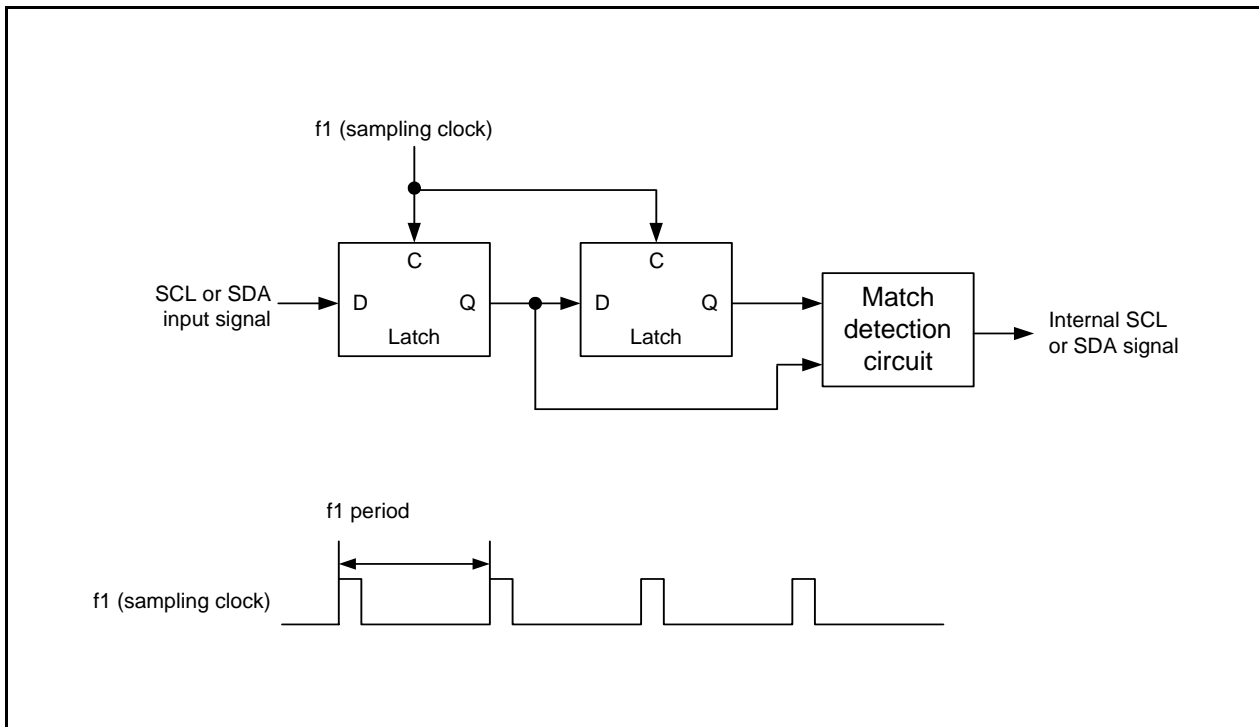 f1 (sampling clock)
C
C
SCL or SDA
input signal
D
Q
D
Q
Latch
Latch
Match
detection
circuit
Internal SCL
or SDA signal
f1 period
f1 (sampling clock)